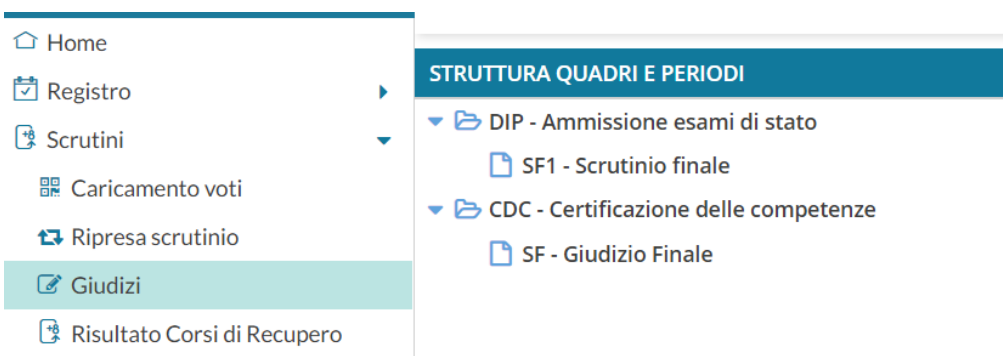 Home
Registro
Scrutini
Caricamento voti
Ripresa scrutinio
Giudizi
Risultato Corsi di Recupero
STRUTTURA QUADRI E PERIODI
DIP - Ammissione esami di stato
SF1 - Scrutinio finale
CDC - Certificazione delle competenze
SF - Giudizio Finale